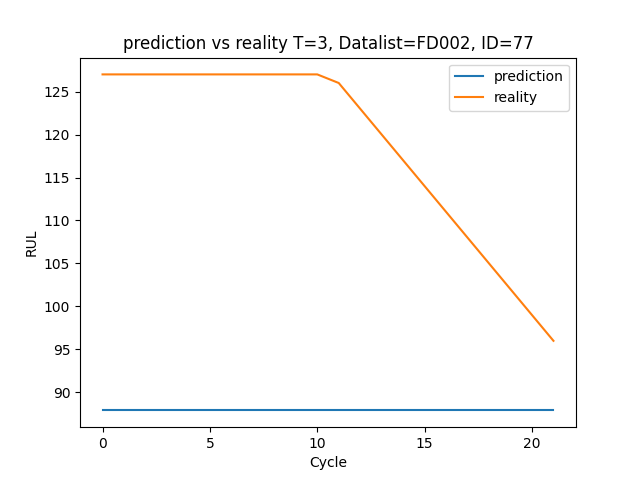 prediction vs reality T=3, Datalist=FD002, ID=77
prediction
reality
125
120
115
110
105
100
95
90
RUL
0 5 10 15 20
Cycle